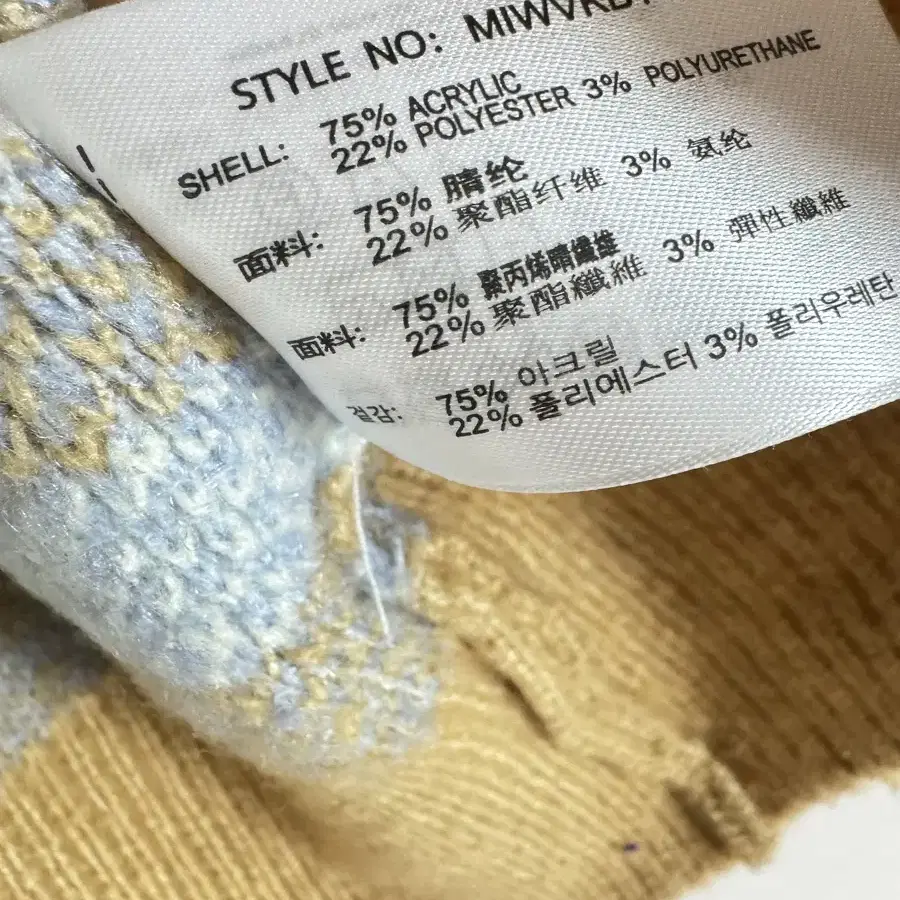 STYLE NO:
SHELL: 75% ACRYLIC
22% POLYESTER 3% POLYURETHANE
面料: 75% 腈纶
22% 聚酯纤维 3% 氨纶
面料: 75% 聚丙烯腈纖維
22% 聚酯纖維 3% 彈性纖維
겉감: 75% 아크릴
22% 폴리에스터 3% 폴리우레탄